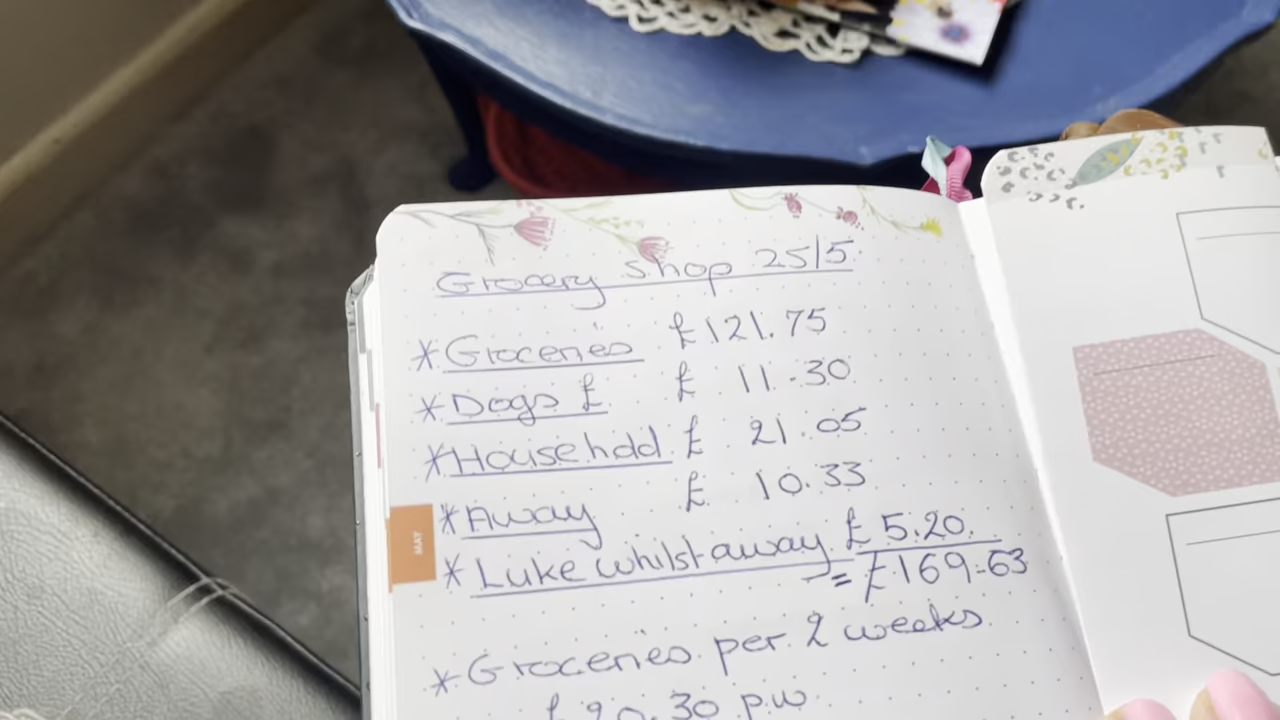 Grocery Shop 25/5.
* Groceries £121.75
* Dogs £ £ 11.30
* Household £ 21.05
* Away £ 10.33
* Luke whilst away £ 5.20.
= £169-63
* Groceries per 2 weeks
.30 p.w
MAY